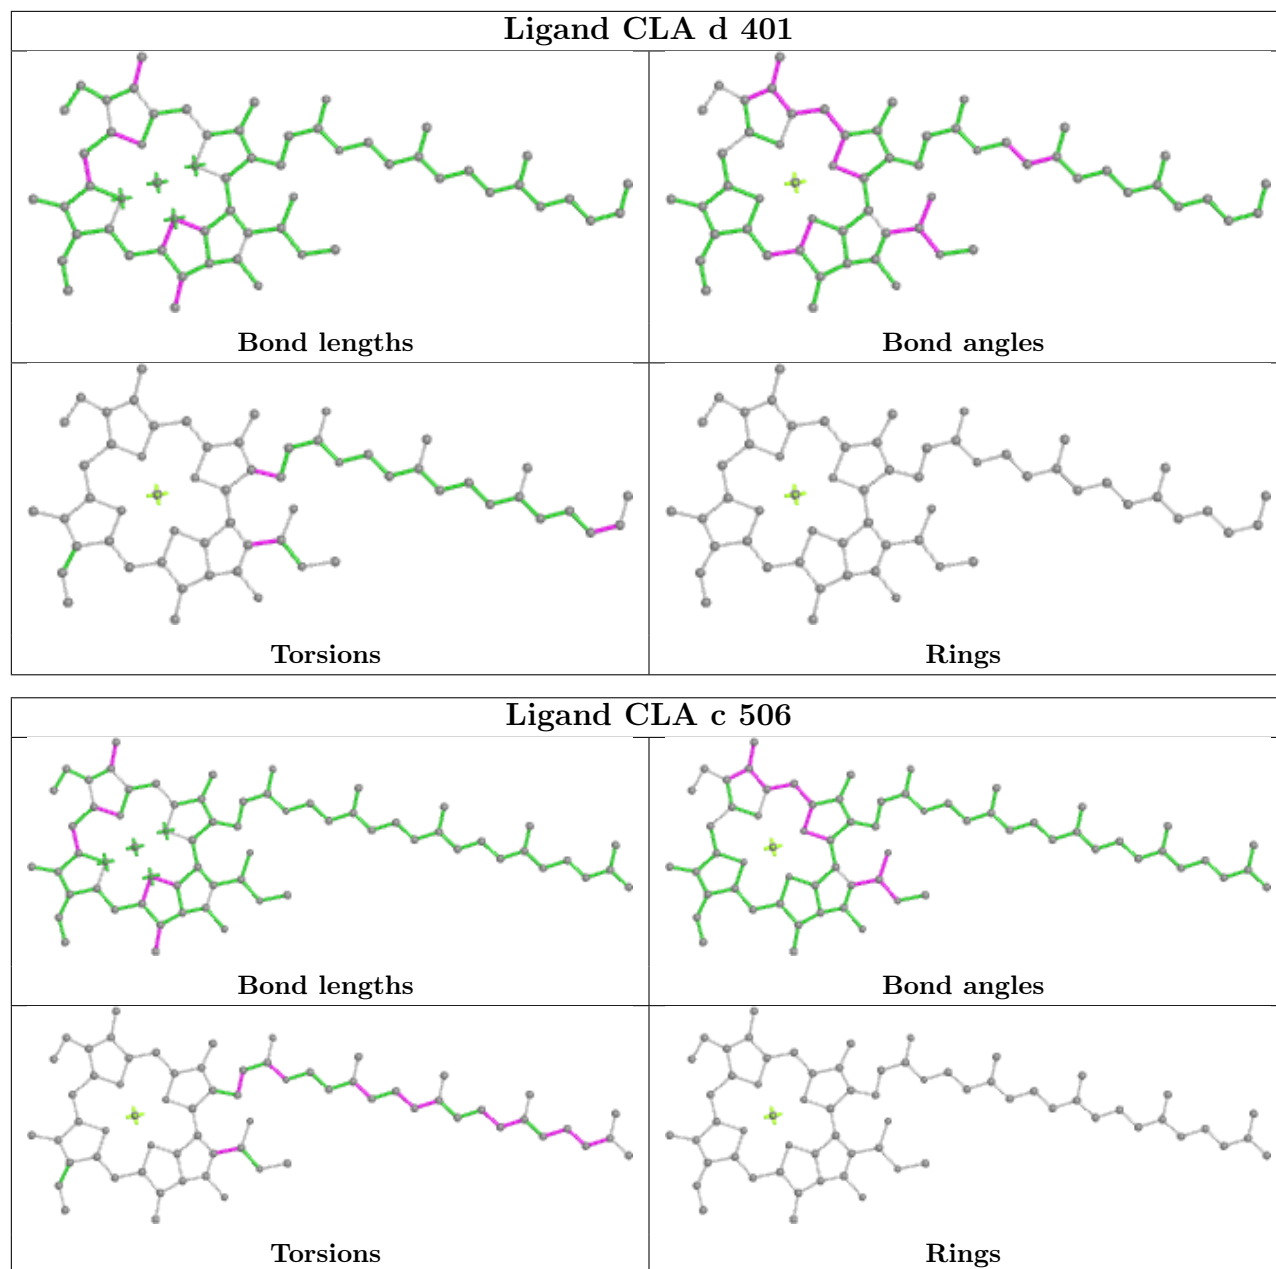 Ligand CLA d 401
Bond lengths
Bond angles
Torsions
Rings
Ligand CLA c 506
Bond lengths
Bond angles
Torsions
Rings